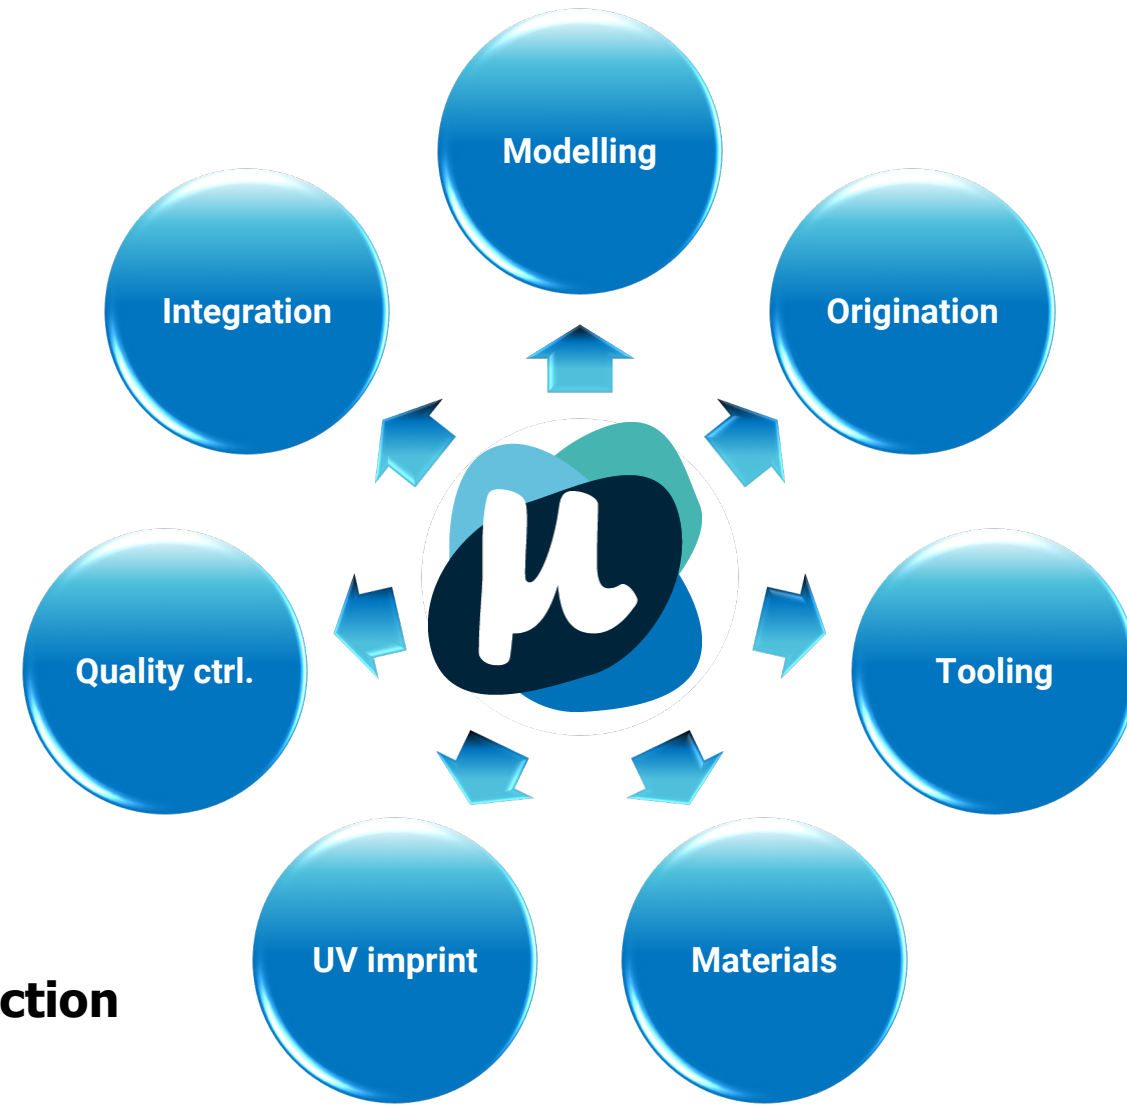 Modelling
Integration
Origination
µ
Quality ctrl.
Tooling
UV imprint
Materials
ction